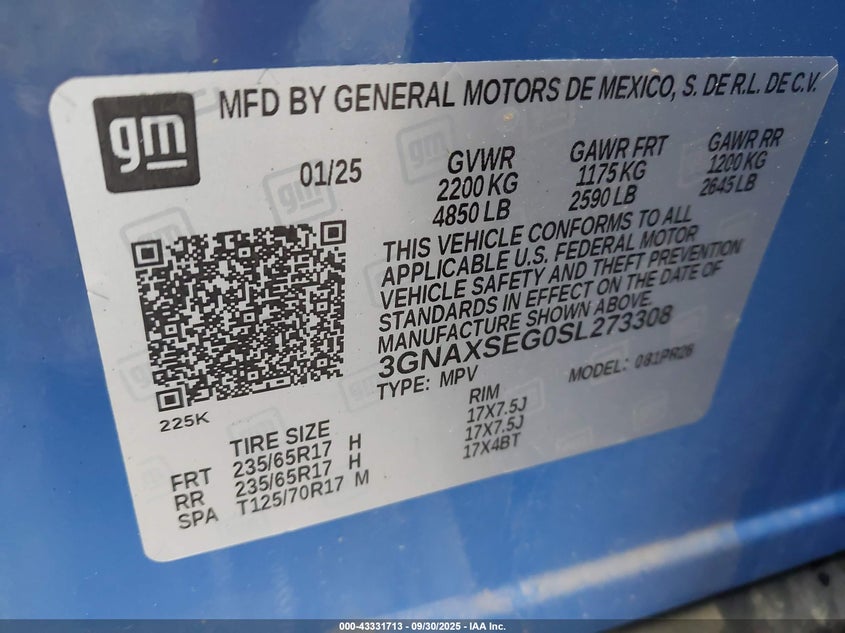 gm
MFD BY GENERAL MOTORS DE MEXICO, S. DE R.L. DE C.V.
01/25
GVWR
2200 KG
4850 LB
GAWR FRT
1175 KG
2590 LB
GAWR RR
1200 KG
2645 LB
THIS VEHICLE CONFORMS TO ALL
APPLICABLE U.S. FEDERAL MOTOR
VEHICLE SAFETY AND THEFT PREVENTION
STANDARDS IN EFFECT ON THE DATE OF
MANUFACTURE SHOWN ABOVE.
3GNAXSEG0SL273308
TYPE: MPV MODEL: 081PR26
225K
TIRE SIZE RIM
FRT 235/65R17 H 17X7.5J
RR 235/65R17 H 17X7.5J
SPA T125/70R17 M 17X4BT
000-43331713 - 09/30/2025 - IAA Inc.